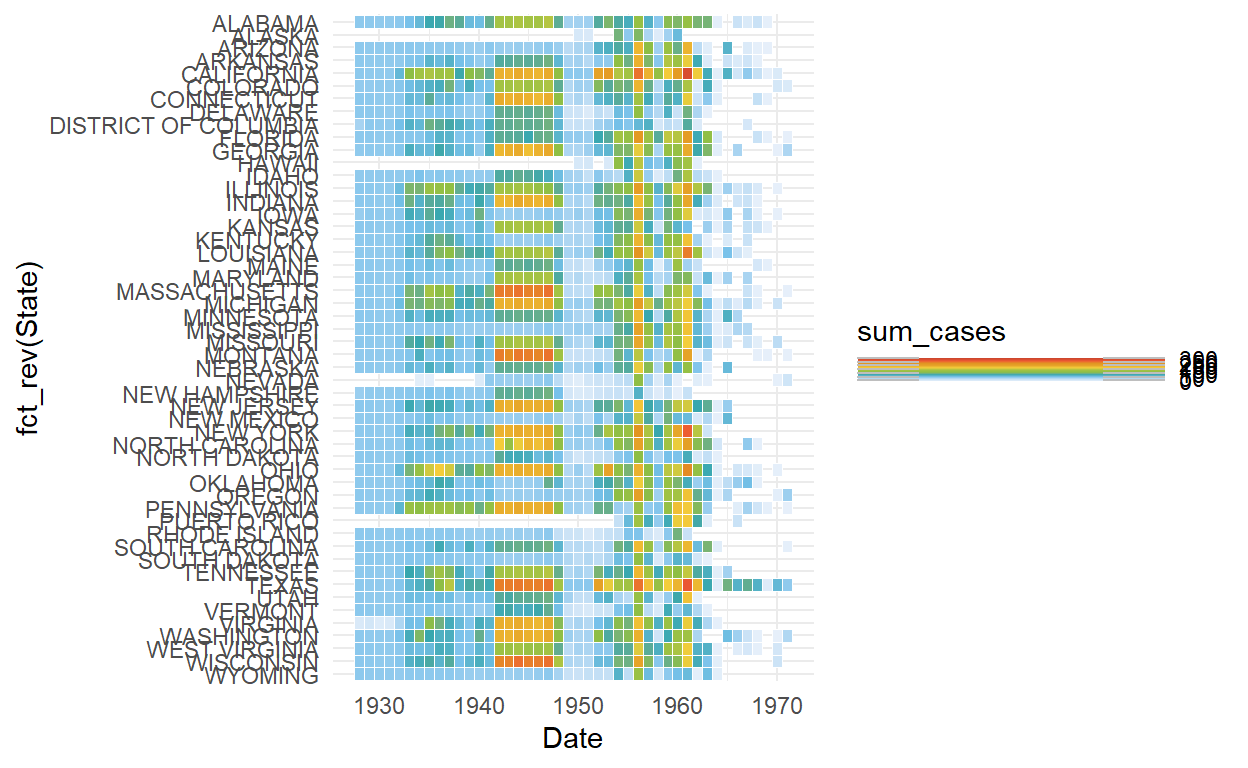 ALABAMA
ALASKA
ARIZONA
ARKANSAS
CALIFORNIA
COLORADO
CONNECTICUT
DELAWARE
DISTRICT OF COLUMBIA
FLORIDA
GEORGIA
HAWAII
IDAHO
ILLINOIS
INDIANA
IOWA
KANSAS
KENTUCKY
LOUISIANA
MAINE
MARYLAND
MASSACHUSETTS
MICHIGAN
MINNESOTA
MISSISSIPPI
MISSOURI
MONTANA
NEBRASKA
NEVADA
NEW HAMPSHIRE
NEW JERSEY
NEW MEXICO
NEW YORK
NORTH CAROLINA
NORTH DAKOTA
OHIO
OKLAHOMA
OREGON
PENNSYLVANIA
PUERTO RICO
RHODE ISLAND
SOUTH CAROLINA
SOUTH DAKOTA
TENNESSEE
TEXAS
UTAH
VERMONT
VIRGINIA
WASHINGTON
WEST VIRGINIA
WISCONSIN
WYOMING
fct_rev(State)
1930 1940 1950 1960 1970
Date
sum_cases